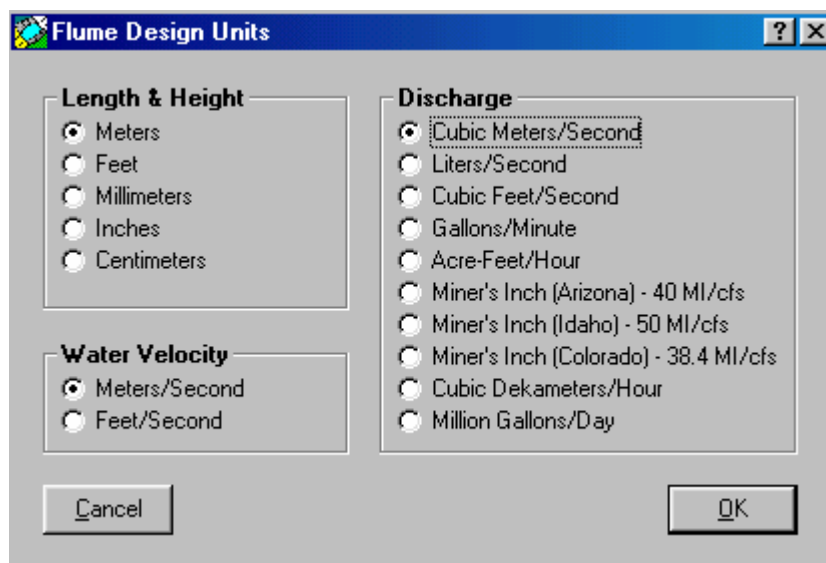 Flume Design Units
Length & Height
Meters
Feet
Millimeters
Inches
Centimeters
Water Velocity
Meters/Second
Feet/Second
Discharge
Cubic Meters/Second
Liters/Second
Cubic Feet/Second
Gallons/Minute
Acre-Feet/Hour
Miner's Inch (Arizona) - 40 MI/cfs
Miner's Inch (Idaho) - 50 MI/cfs
Miner's Inch (Colorado) - 38.4 MI/cfs
Cubic Dekameters/Hour
Million Gallons/Day
Cancel
OK